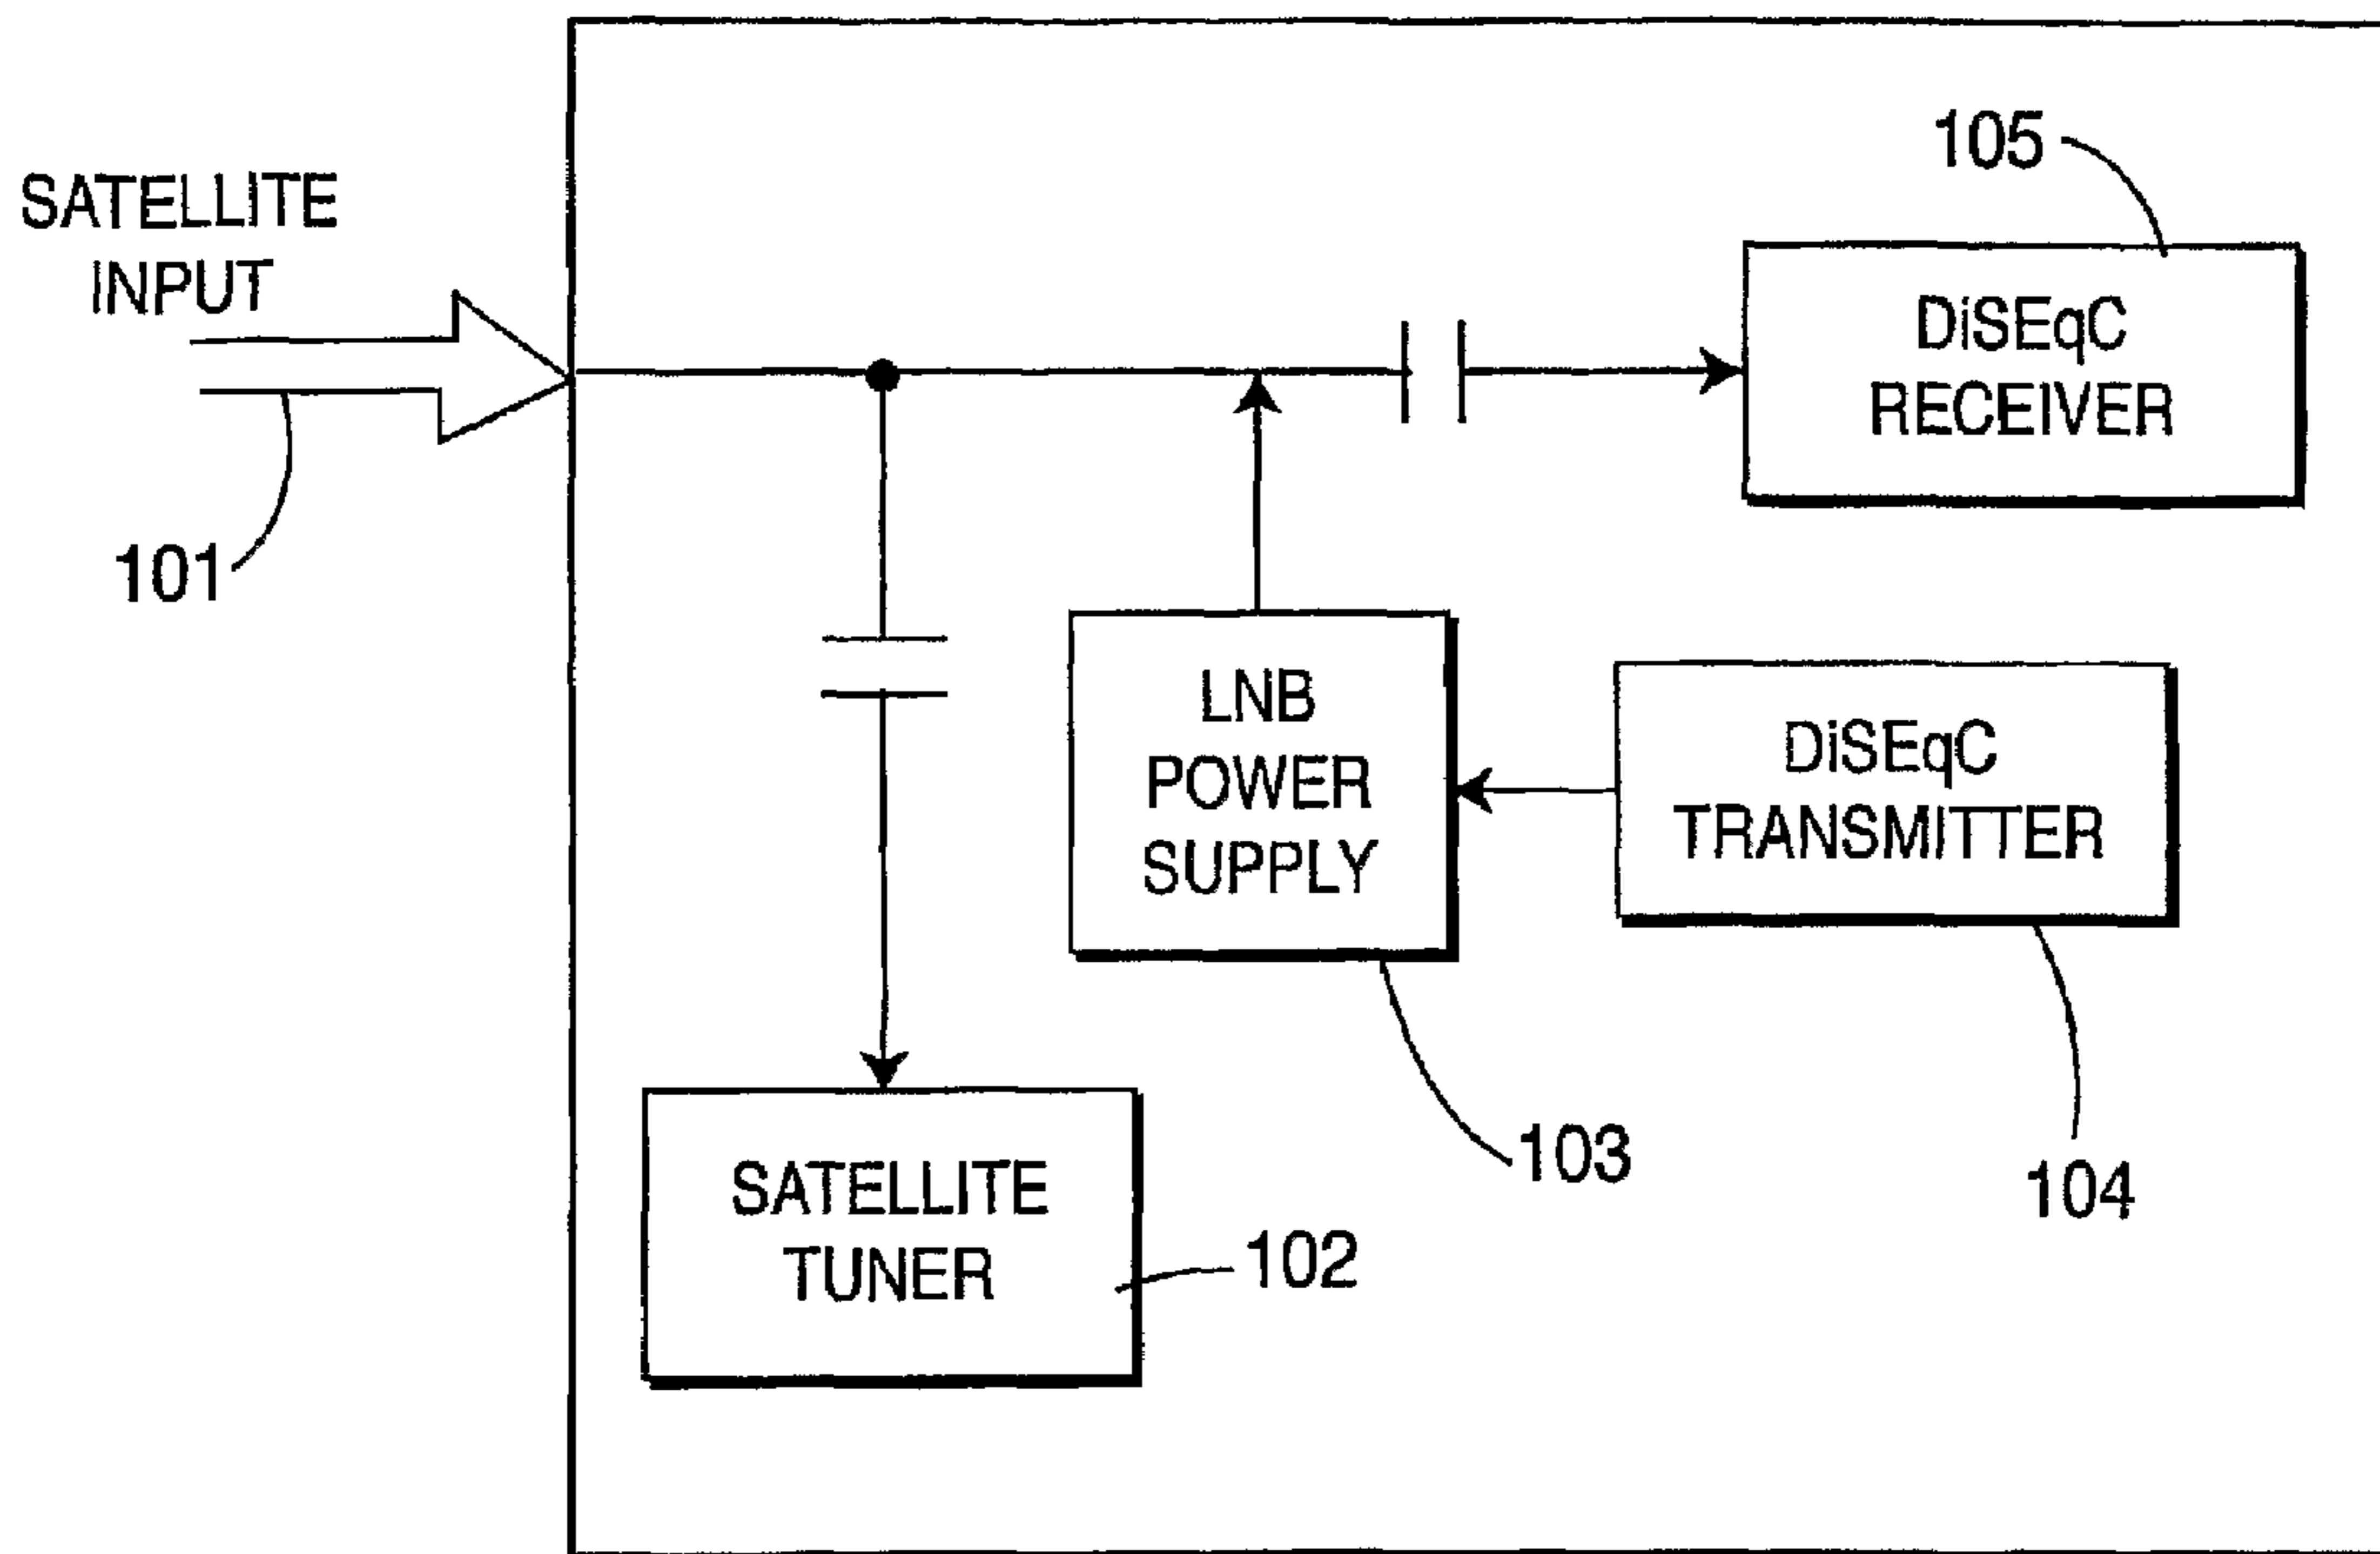 SATELLITE
INPUT
101
105
DiSEqC
RECEIVER
LNB
POWER
SUPPLY
103
DiSEqC
TRANSMITTER
104
SATELLITE
TUNER
102